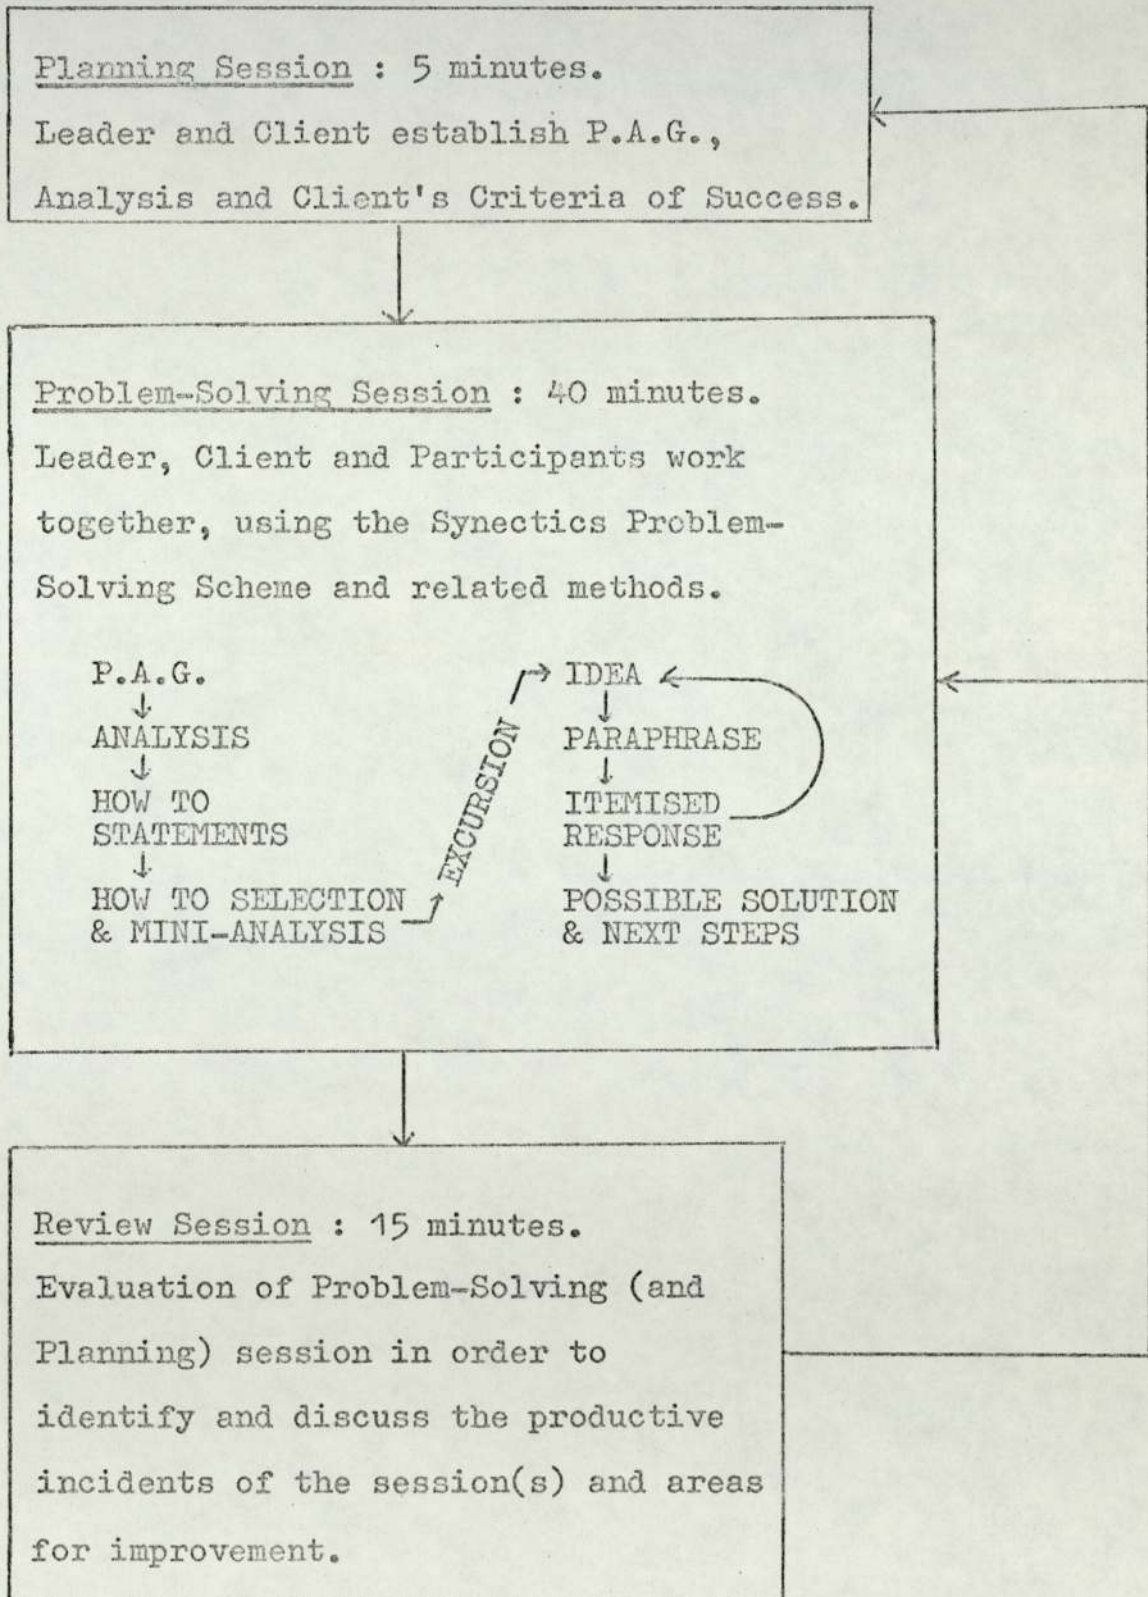 Planning Session : 5 minutes.
Leader and Client establish P.A.G.,
Analysis and Client's Criteria of Success.
Problem-Solving Session : 40 minutes.
Leader, Client and Participants work
together, using the Synectics Problem-
Solving Scheme and related methods.
P.A.G.
ANALYSIS
HOW TO
STATEMENTS
HOW TO SELECTION
& MINI-ANALYSIS
EXCURSION
IDEA
PARAPHRASE
ITEMISED
RESPONSE
POSSIBLE SOLUTION
& NEXT STEPS
Review Session : 15 minutes.
Evaluation of Problem-Solving (and
Planning) session in order to
identify and discuss the productive
incidents of the session(s) and areas
for improvement.